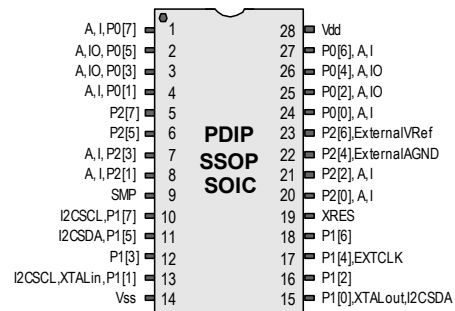 A, I, P0[7] 1 28 Vdd
A, IO, P0[5] 2 27 P0[6], A, I
A, IO, P0[3] 3 26 P0[4], A, IO
A, I, P0[1] 4 25 P0[2], A, IO
P2[7] 5 24 P0[0], A, I
P2[5] 6 PDIP 23 P2[6], External VRef
A, I, P2[3] 7 SSOP 22 P2[4], External AGND
A, I, P2[1] 8 SOIC 21 P2[2], A, I
SMP 9 20 P2[0], A, I
I2CSCL, P1[7] 10 19 XRES
I2CSDA, P1[5] 11 18 P1[6]
P1[3] 12 17 P1[4], EXTCLK
I2CSCL, XTALin, P1[1] 13 16 P1[2]
Vss 14 15 P1[0], XTALout, I2CSDA